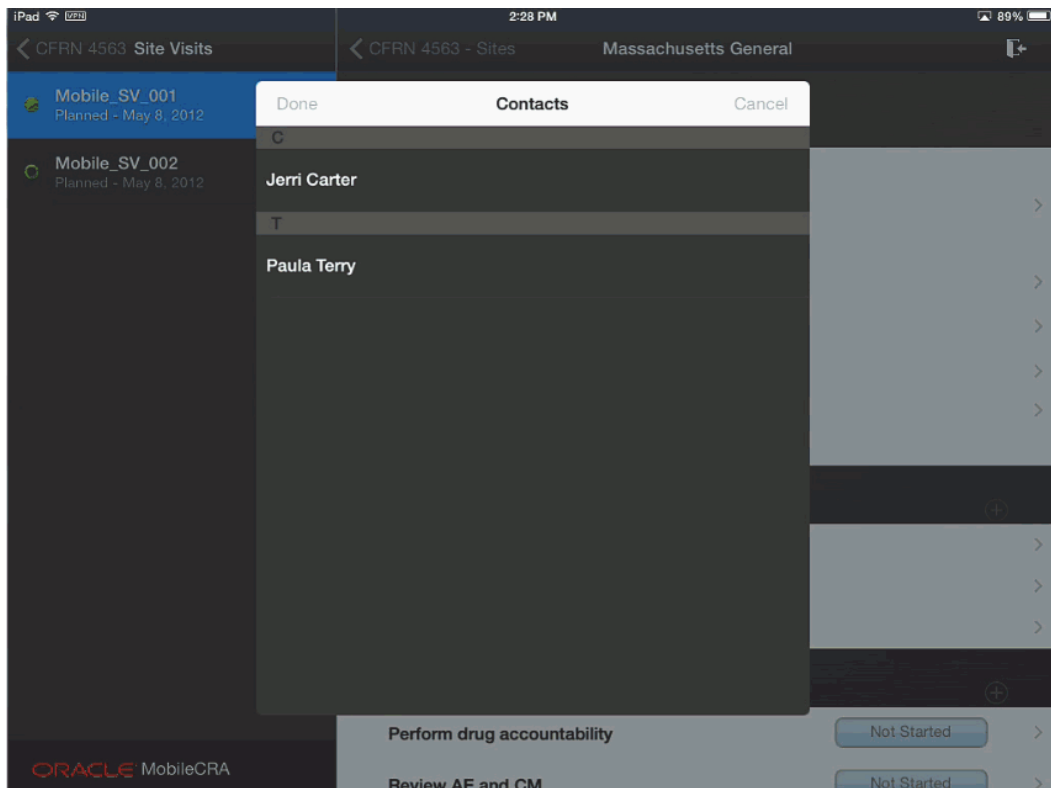 iPad VPN 2:28 PM 89%
CFRN 4563 Site Visits
CFRN 4563 - Sites Massachusetts General
Mobile_SV_001
Planned - May 8, 2012
Mobile_SV_002
Planned - May 8, 2012
Done Contacts Cancel
C
Jerri Carter
T
Paula Terry
Perform drug accountability Not Started
Review AE and CM Not Started
ORACLE MobileCRA